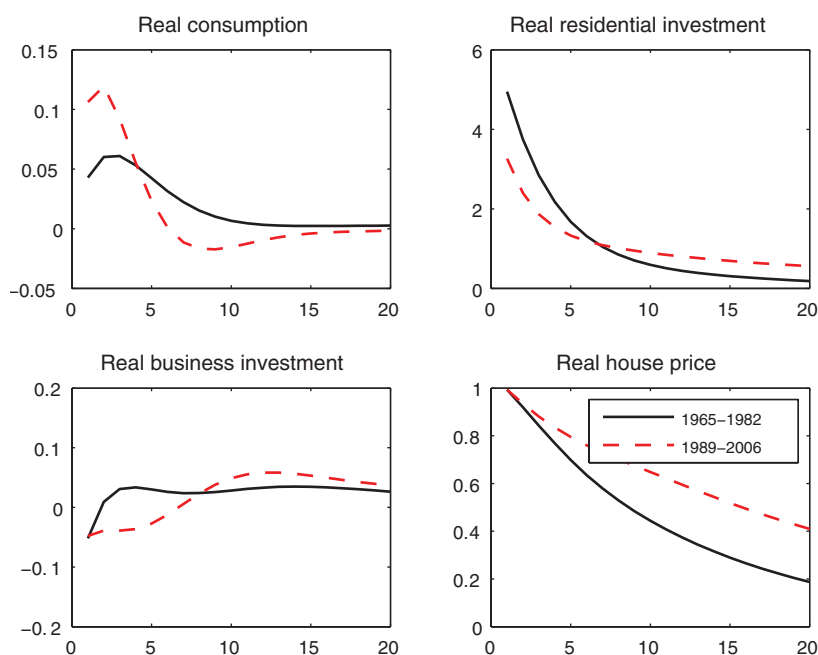 Real consumption
0.15
0.1
0.05
0
−0.05
0 5 10 15 20
Real residential investment
6
4
2
0
0 5 10 15 20
Real business investment
0.2
0.1
0
−0. 1
−0. 2
0 5 10 15 20
Real house price
1
0.8
0.6
0.4
0.2
0
0 5 10 15 20
1965−1982
1989−2006